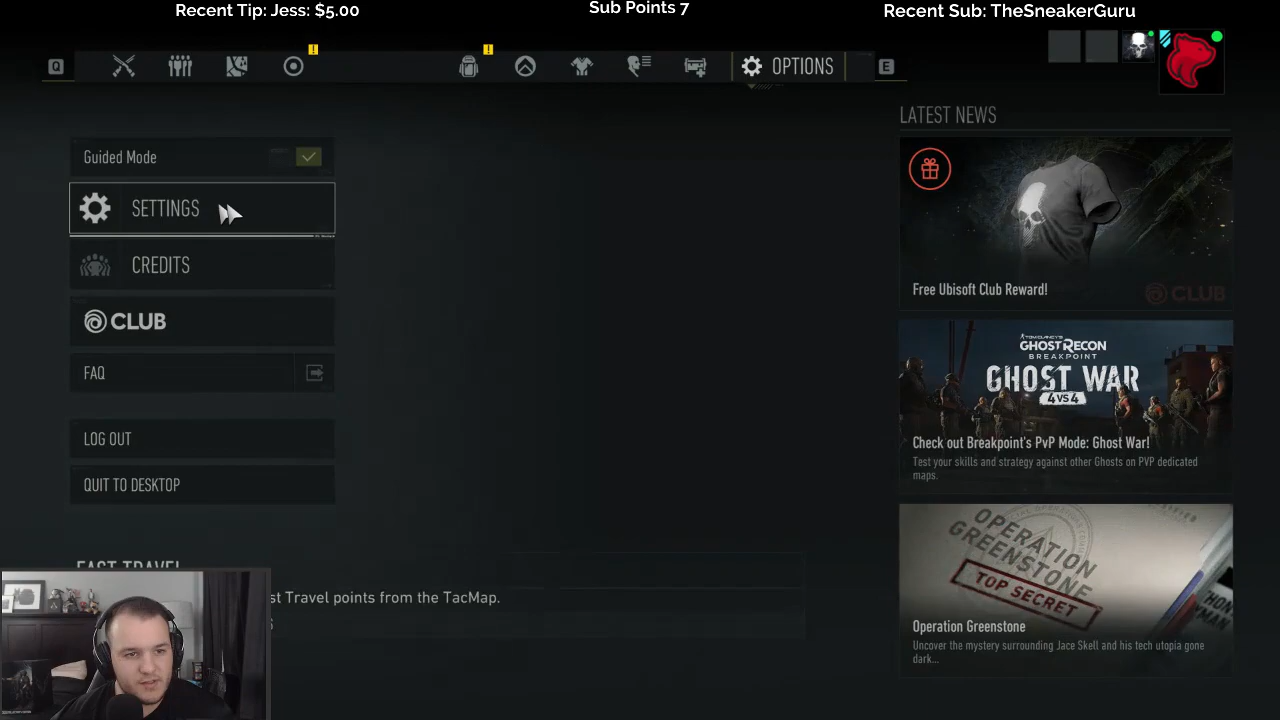 Recent Tip: Jess: $5.00
Sub Points 7
Recent Sub: TheSneakerGuru
Q
OPTIONS
E
LATEST NEWS
Guided Mode
SETTINGS
CREDITS
CLUB
FAQ
LOG OUT
QUIT TO DESKTOP
FAST TRAVEL
st Travel points from the TacMap.
Free Ubisoft Club Reward!
CLUB
TOM CLANCY'S
GHOST RECON
BREAKPOINT
GHOST WAR
4 VS 4
Check out Breakpoint's PvP Mode: Ghost War!
Test your skills and strategy against other Ghosts on PVP dedicated
maps.
OPERATION
GREENSTONE
TOP SECRET
Operation Greenstone
Uncover the mystery surrounding Jace Skell and his tech utopia gone
dark...